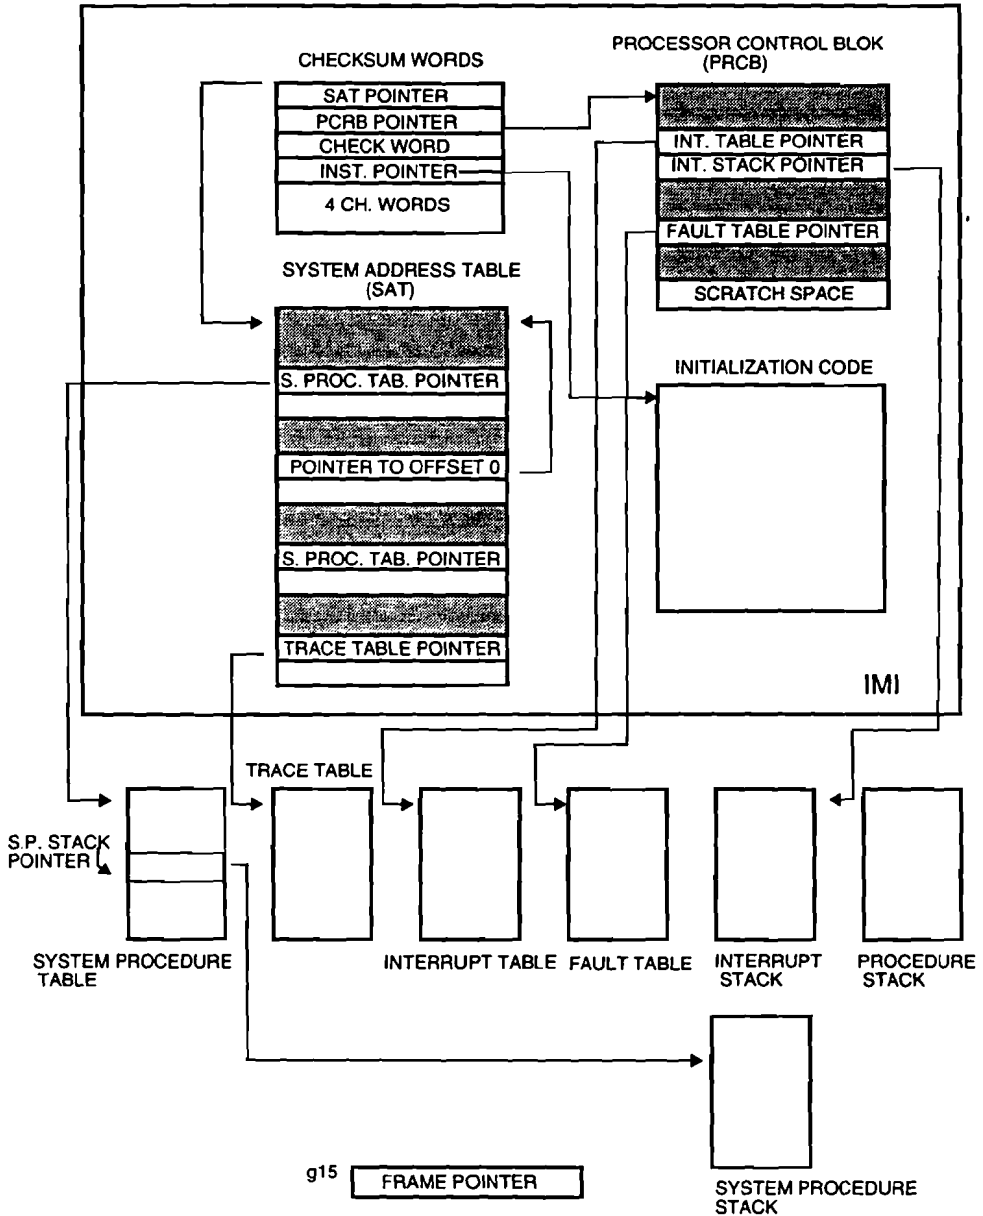 CHECKSUM WORDS
SAT POINTER
PCRB POINTER
CHECK WORD
INST. POINTER
4 CH. WORDS
PROCESSOR CONTROL BLOK
(PRCB)
INT. TABLE POINTER
INT. STACK POINTER
FAULT TABLE POINTER
SCRATCH SPACE
SYSTEM ADDRESS TABLE
(SAT)
S. PROC. TAB. POINTER
POINTER TO OFFSET 0
S. PROC. TAB. POINTER
TRACE TABLE POINTER
INITIALIZATION CODE
IMI
TRACE TABLE
S.P. STACK
POINTER
SYSTEM PROCEDURE
TABLE
INTERRUPT TABLE
FAULT TABLE
INTERRUPT
STACK
PROCEDURE
STACK
g15
FRAME POINTER
SYSTEM PROCEDURE
STACK